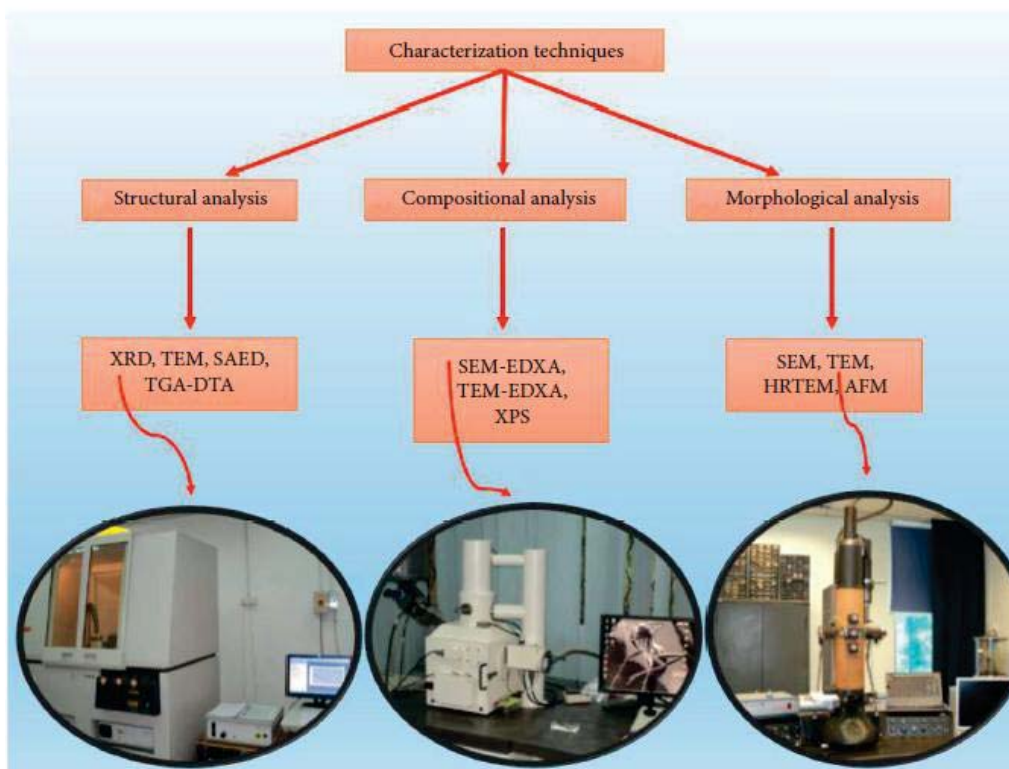 Characterization techniques
Structural analysis
Compositional analysis
Morphological analysis
XRD, TEM, SAED,
TGA-DTA
SEM-EDXA,
TEM-EDXA,
XPS
SEM, TEM,
HRTEM, AFM